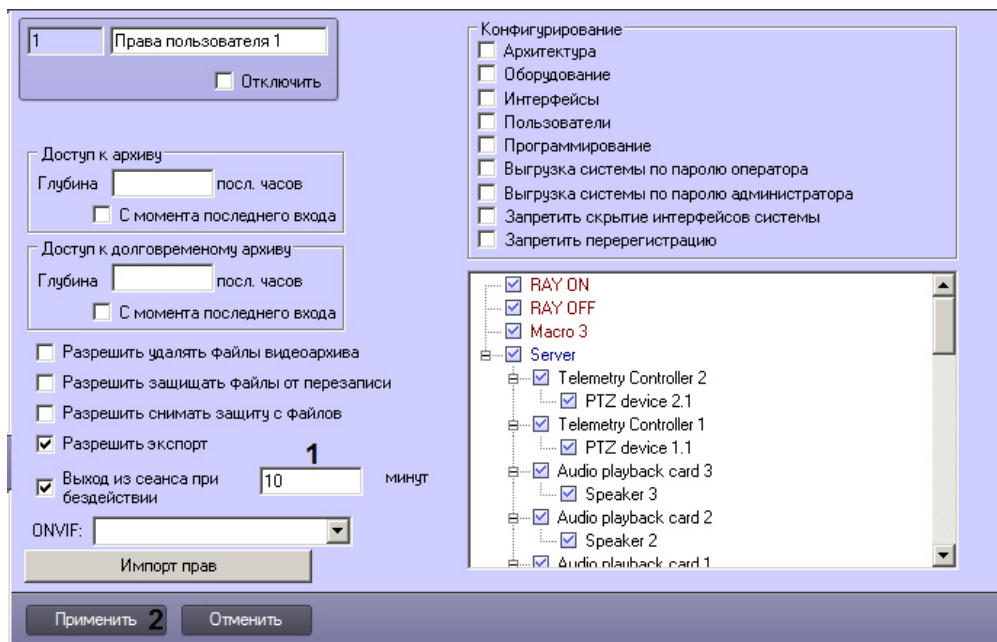 1 Права пользователя 1
Отключить
Доступ к архиву
Глубина посл. часов
С момента последнего входа
Доступ к долговременому архиву
Глубина посл. часов
С момента последнего входа
Разрешить удалять файлы видеоархива
Разрешить защищать файлы от перезаписи
Разрешить снимать защиту с файлов
Разрешить экспорт
1
Выход из сеанса при бездействии 10 минут
ONVIF:
Импорт прав
Конфигурирование
Архитектура
Оборудование
Интерфейсы
Пользователи
Программирование
Выгрузка системы по паролю оператора
Выгрузка системы по паролю администратора
Запретить скрытие интерфейсов системы
Запретить перерегистрацию
RAY ON
RAY OFF
Macro 3
Server
Telemetry Controller 2
PTZ device 2.1
Telemetry Controller 1
PTZ device 1.1
Audio playback card 3
Speaker 3
Audio playback card 2
Speaker 2
Audio playback card 1
Применить 2 Отменить